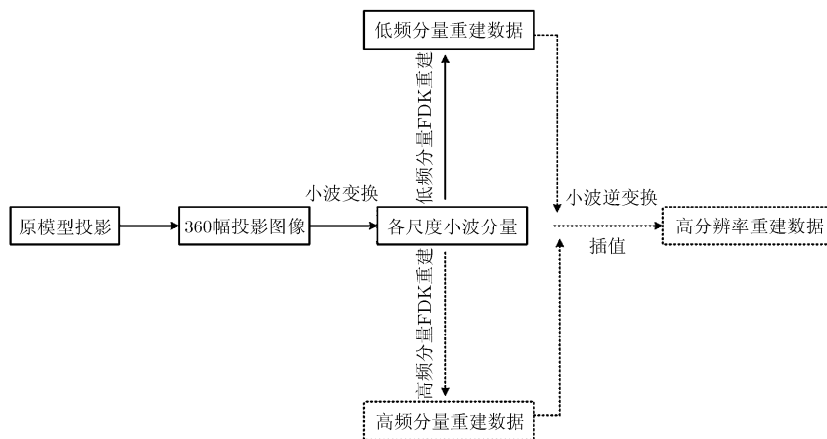 低频分量重建数据
低频分量FDK重建
小波变换
小波逆变换
原模型投影
360幅投影图像
各尺度小波分量
高分辨率重建数据
插值
高频分量FDK重建
高频分量重建数据